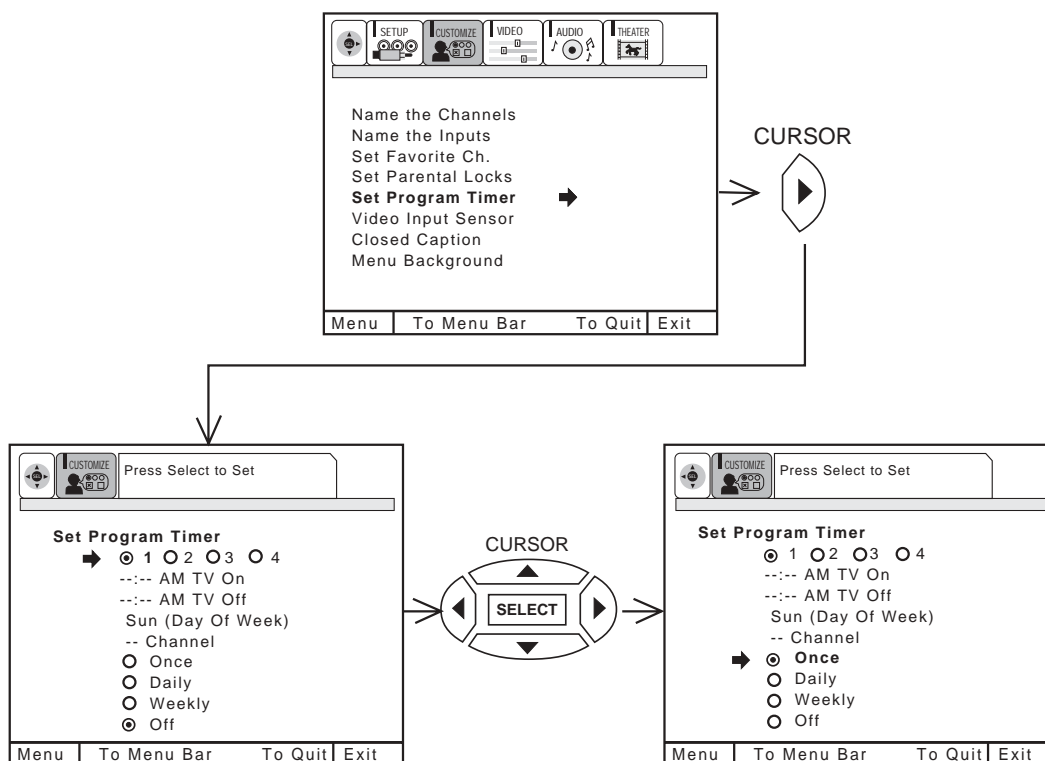 SEL SETUP CUSTOMIZE VIDEO AUDIO THEATER
Name the Channels
Name the Inputs
Set Favorite Ch.
Set Parental Locks
Set Program Timer
Video Input Sensor
Closed Caption
Menu Background
Menu To Menu Bar To Quit Exit
CURSOR
SEL CUSTOMIZE Press Select to Set
Set Program Timer
1 2 3 4
--:-- AM TV On
--:-- AM TV Off
Sun (Day Of Week)
-- Channel
Once
Daily
Weekly
Off
Menu To Menu Bar To Quit Exit
CURSOR
SELECT
SEL CUSTOMIZE Press Select to Set
Set Program Timer
1 2 3 4
--:-- AM TV On
--:-- AM TV Off
Sun (Day Of Week)
-- Channel
Once
Daily
Weekly
Off
Menu To Menu Bar To Quit Exit